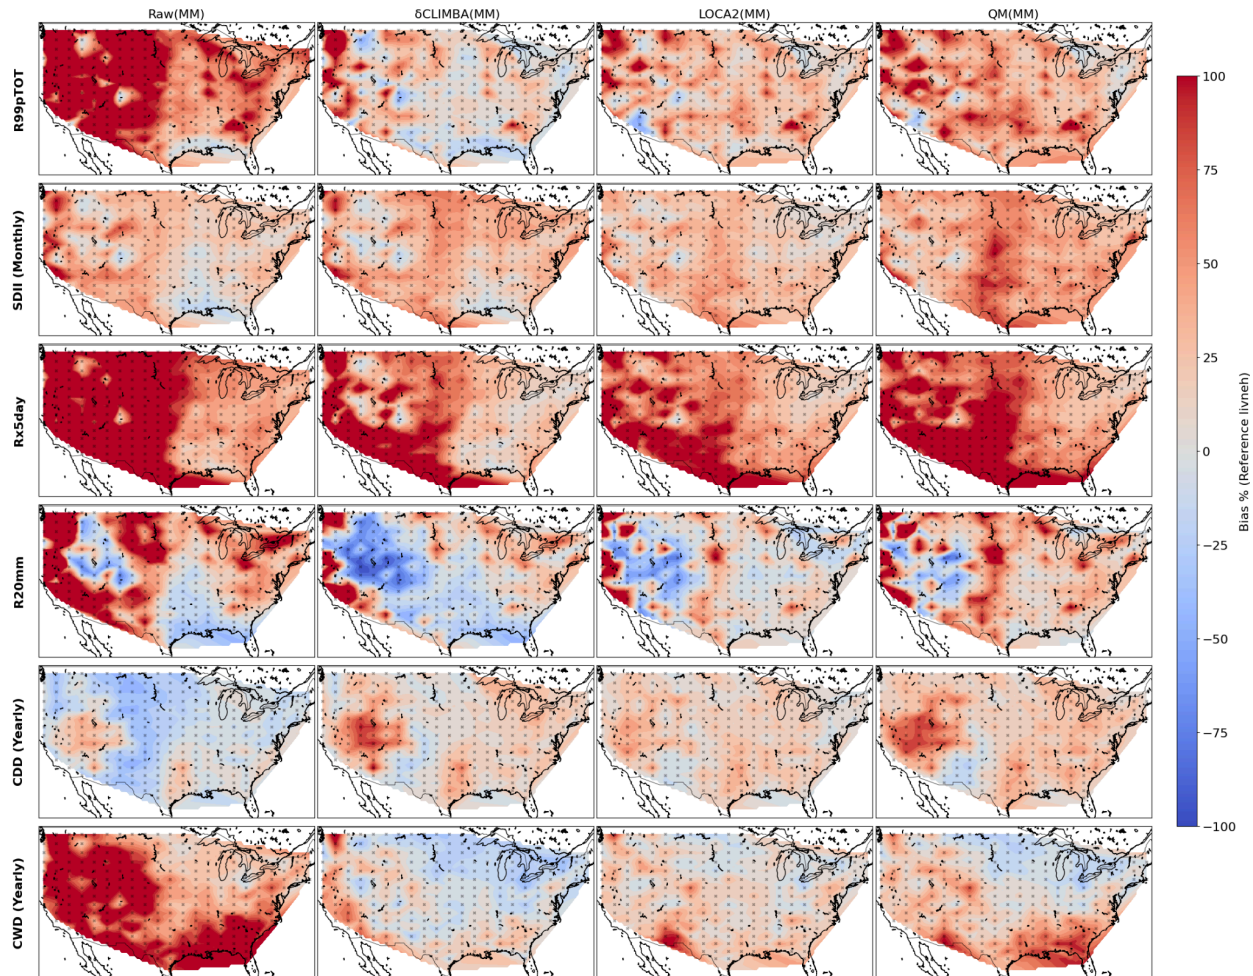 Raw(MM) δCLIMBA(MM) LOCA2(MM) QM(MM)
R99pTOT
SDII (Monthly)
Rx5day
R20mm
CDD (Yearly)
CWD (Yearly)
100
75
50
25
0
−25
−50
−75
−100
Bias % (Reference livneh)